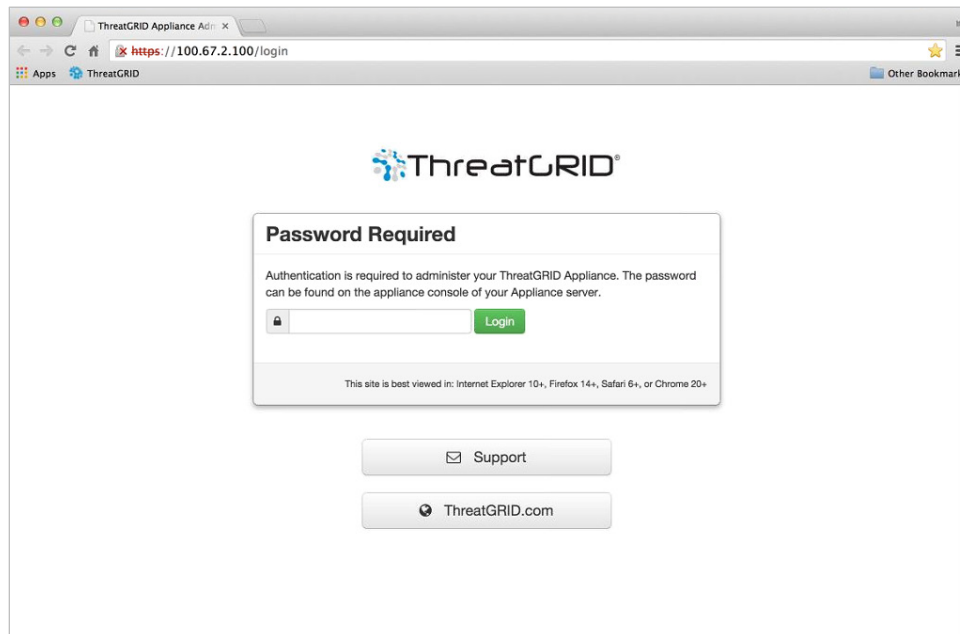 ThreatGRID Appliance Adm
https://100.67.2.100/login
Apps ThreatGRID Other Bookmark
ThreatGRID®
Password Required
Authentication is required to administer your ThreatGRID Appliance. The password
can be found on the appliance console of your Appliance server.
Login
This site is best viewed in: Internet Explorer 10+, Firefox 14+, Safari 6+, or Chrome 20+
Support
ThreatGRID.com